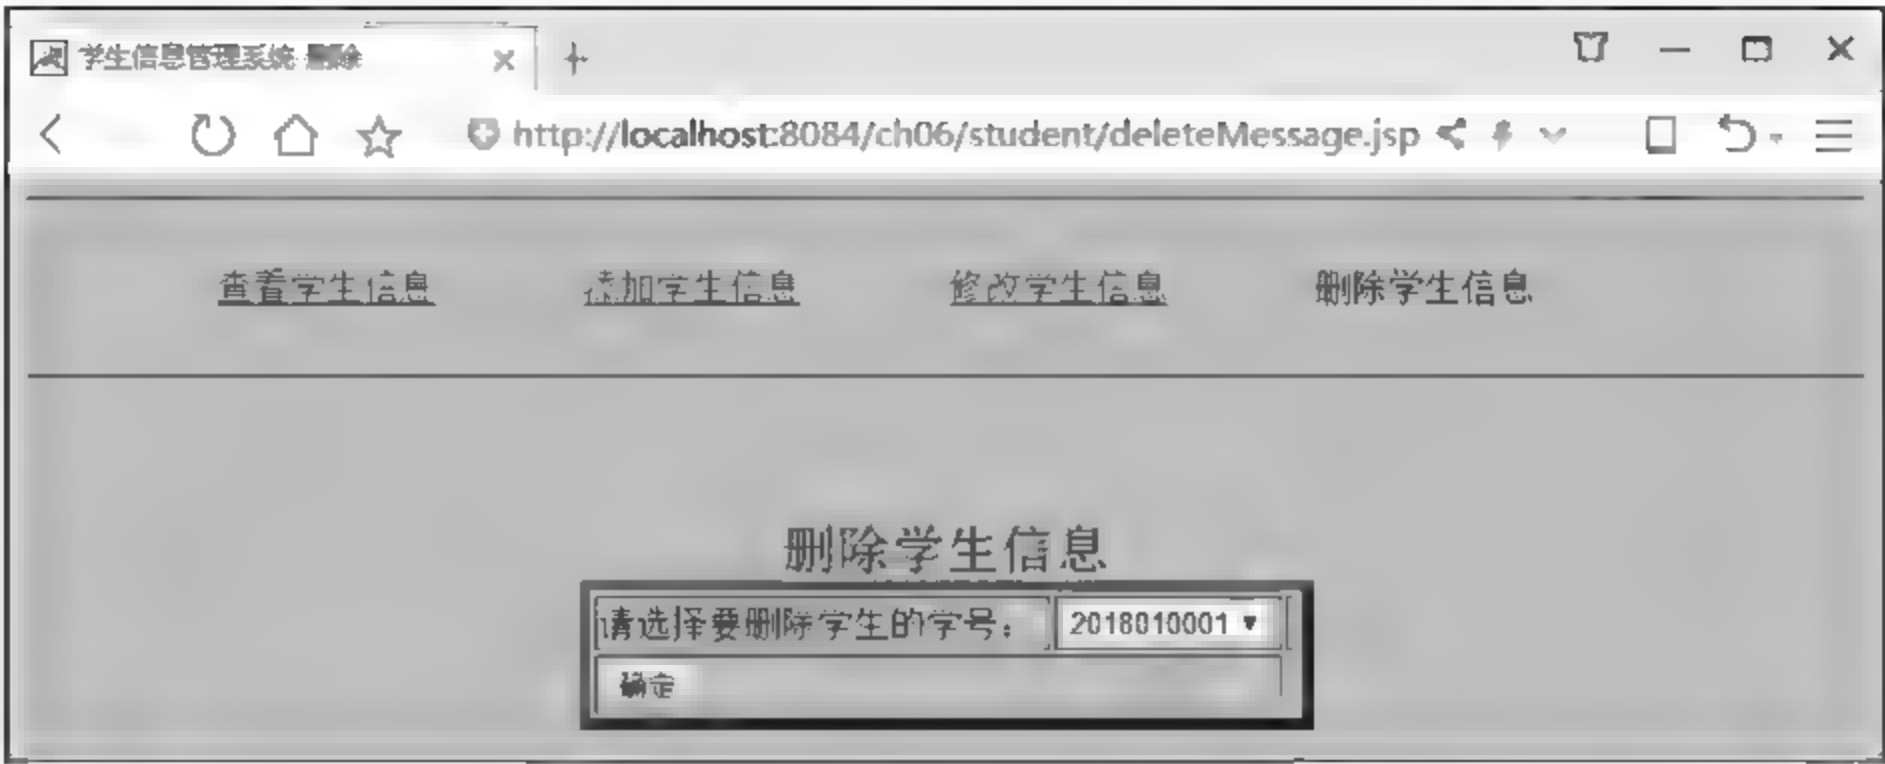 学生信息管理系统-删除
http://localhost:8084/ch06/student/deleteMessage.jsp
查看学生信息 添加学生信息 修改学生信息 删除学生信息
删除学生信息
请选择要删除学生的学号： 2018010001
确定